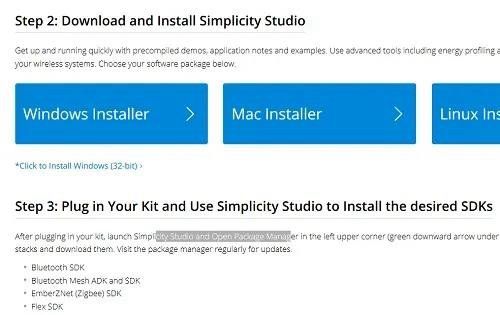 Step 2: Download and Install Simplicity Studio
Get up and running quickly with precompiled demos, application notes and examples. Use advanced tools including energy profiling a
your wireless systems. Choose your software package below.
Windows Installer
Mac Installer
Linux Ins
*Click to Install Windows (32-bit) ›
Step 3: Plug in Your Kit and Use Simplicity Studio to Install the desired SDKs
After plugging in your kit, launch Simplicity Studio and Open Package Manager in the left upper corner (green downward arrow under
stacks and download them. Visit the package manager regularly for updates.
• Bluetooth SDK
• Bluetooth Mesh ADK and SDK
• EmberZNet (Zigbee) SDK
• Flex SDK